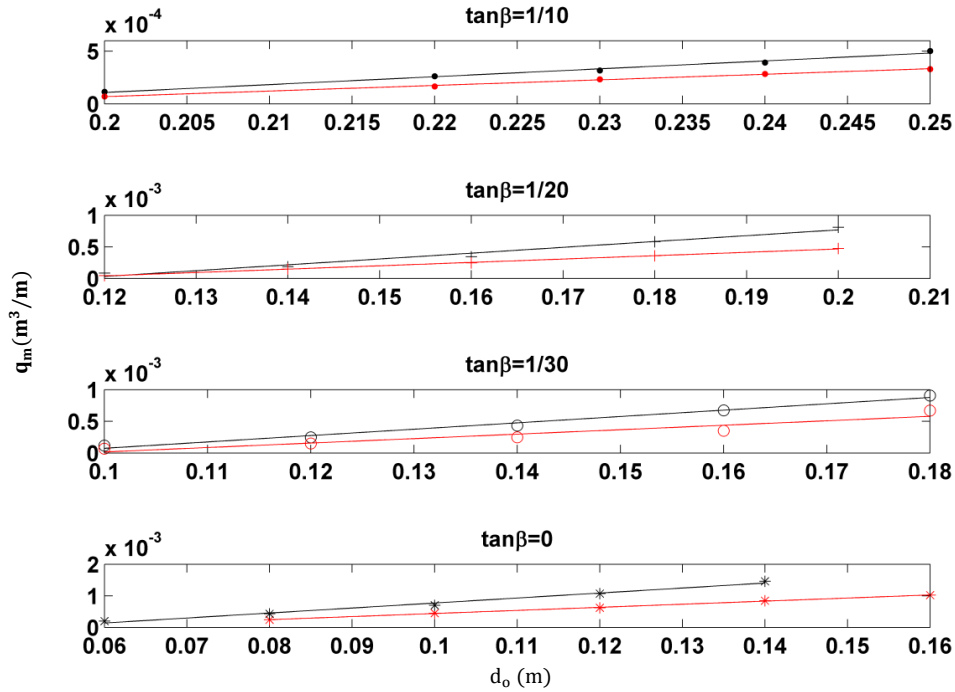 tanβ=1/10
x 10⁻⁴
5
0
0.2 0.205 0.21 0.215 0.22 0.225 0.23 0.235 0.24 0.245 0.25
tanβ=1/20
x 10⁻³
1
0.5
0
0.12 0.13 0.14 0.15 0.16 0.17 0.18 0.19 0.2 0.21
qₘ(m³/m)
tanβ=1/30
x 10⁻³
1
0.5
0
0.1 0.11 0.12 0.13 0.14 0.15 0.16 0.17 0.18
tanβ=0
x 10⁻³
2
1
0
0.06 0.07 0.08 0.09 0.1 0.11 0.12 0.13 0.14 0.15 0.16
dₒ (m)